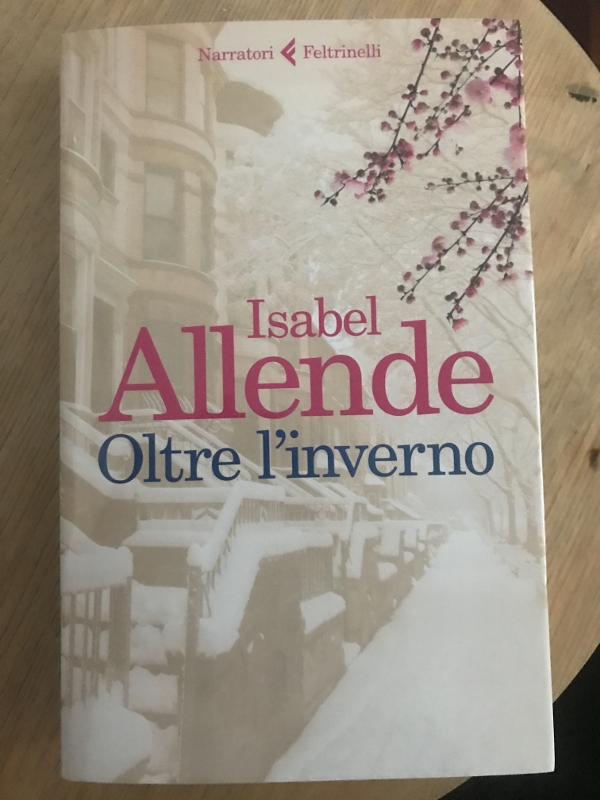 Narratori Feltrinelli
Isabel
Allende
Oltre l'inverno